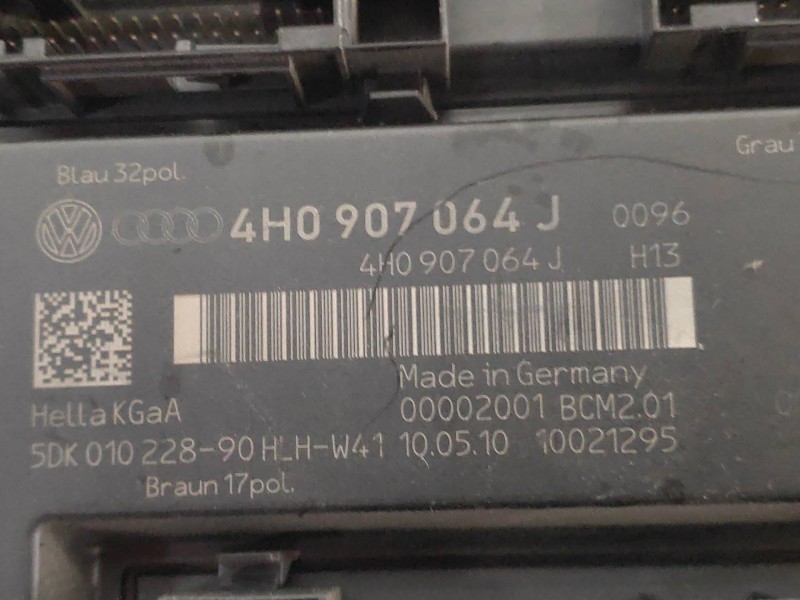 Grau
Blau 32pol.
4H0 907 064 J 0096
4H0 907 064 J H13
Made in Germany
Hella KGaA 00002001 BCM2.01
5DK 010 228-90 HLH-W41 10.05.10 10021295
Braun 17pol.